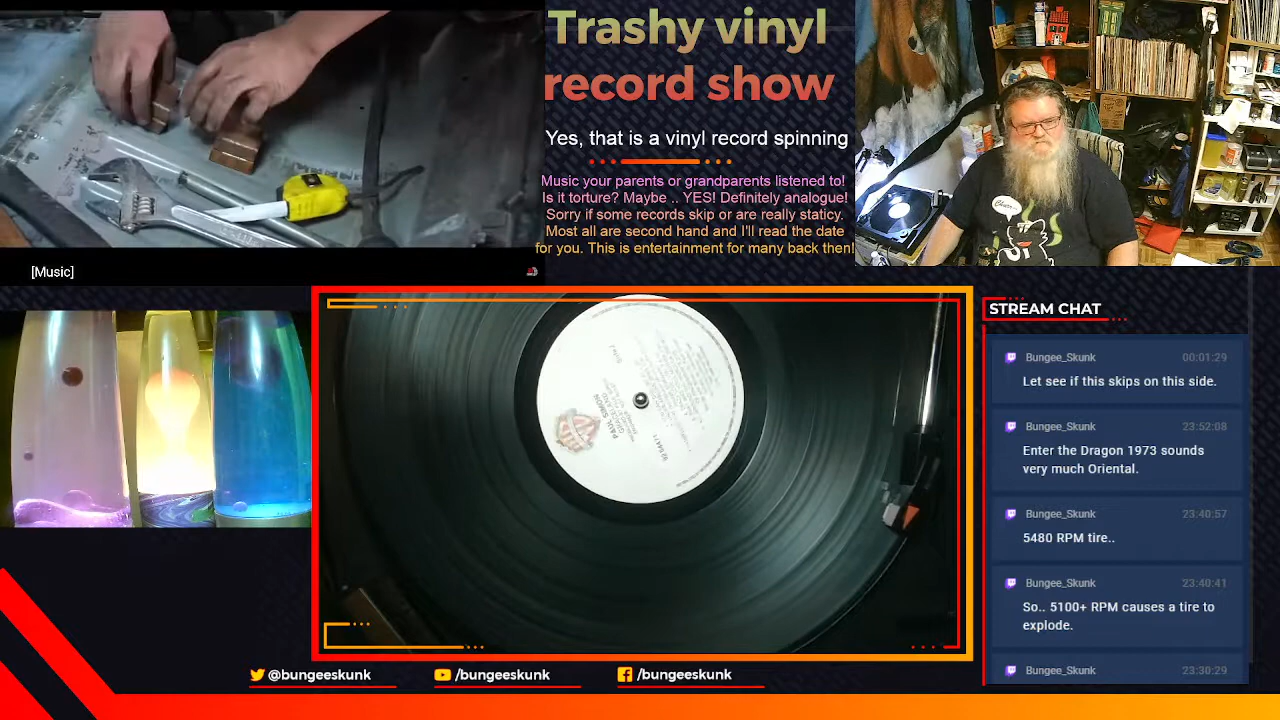 Trashy vinyl
record show
Yes, that is a vinyl record spinning
Music your parents or grandparents listened to!
Is it torture? Maybe .. YES! Definitely analogue!
Sorry if some records skip or are really staticy.
Most all are second hand and I'll read the date
for you. This is entertainment for many back then!
[Music]
PAUL SIMON
GRACELAND
STREAM CHAT
Bungee_Skunk 00:01:29
Let see if this skips on this side.
Bungee_Skunk 23:52:08
Enter the Dragon 1973 sounds
very much Oriental.
Bungee_Skunk 23:40:57
5480 RPM tire..
Bungee_Skunk 23:40:41
So.. 5100+ RPM causes a tire to
explode.
Bungee_Skunk 23:30:29
@bungeeskunk
/bungeeskunk
/bungeeskunk